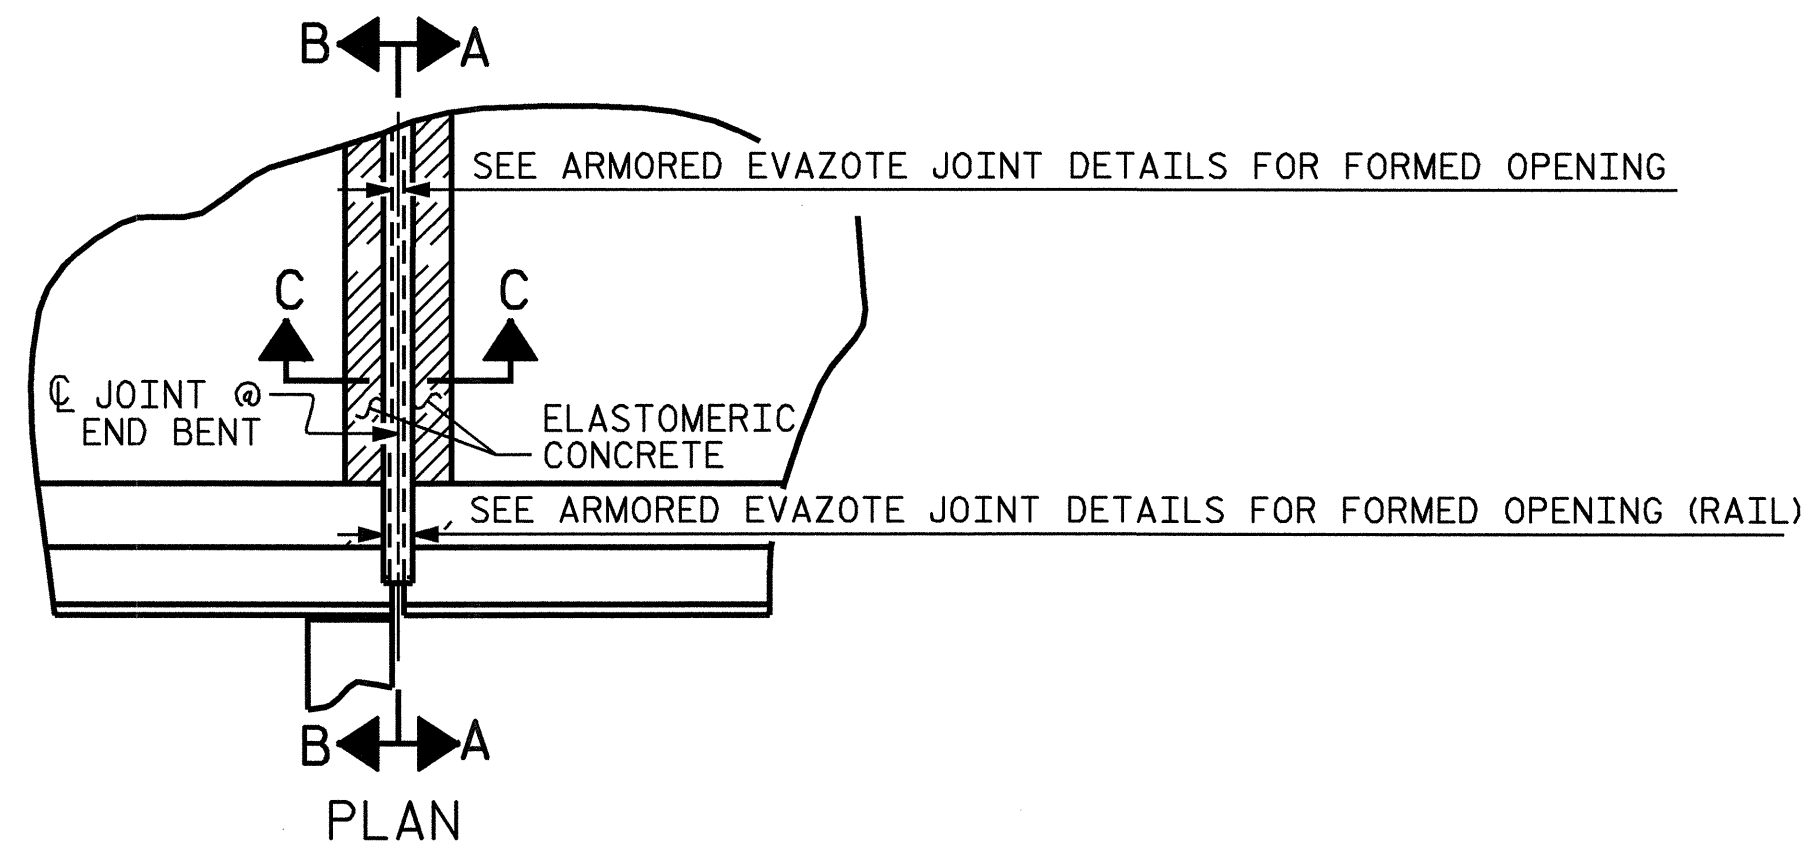 B A
SEE ARMORED EVAZOTE JOINT DETAILS FOR FORMED OPENING
C C
℄ JOINT @
END BENT
ELASTOMERIC
CONCRETE
SEE ARMORED EVAZOTE JOINT DETAILS FOR FORMED OPENING (RAIL)
B A
PLAN